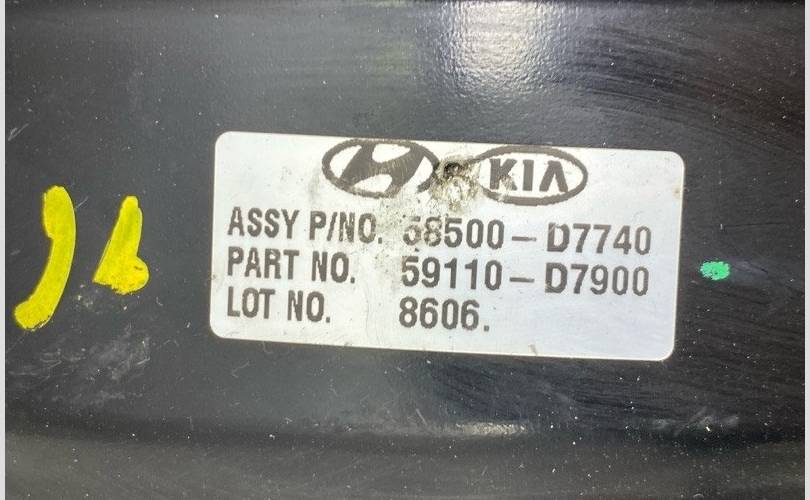 KIA
ASSY P/NO. 58500-D7740
PART NO. 59110-D7900
LOT NO. 8606.